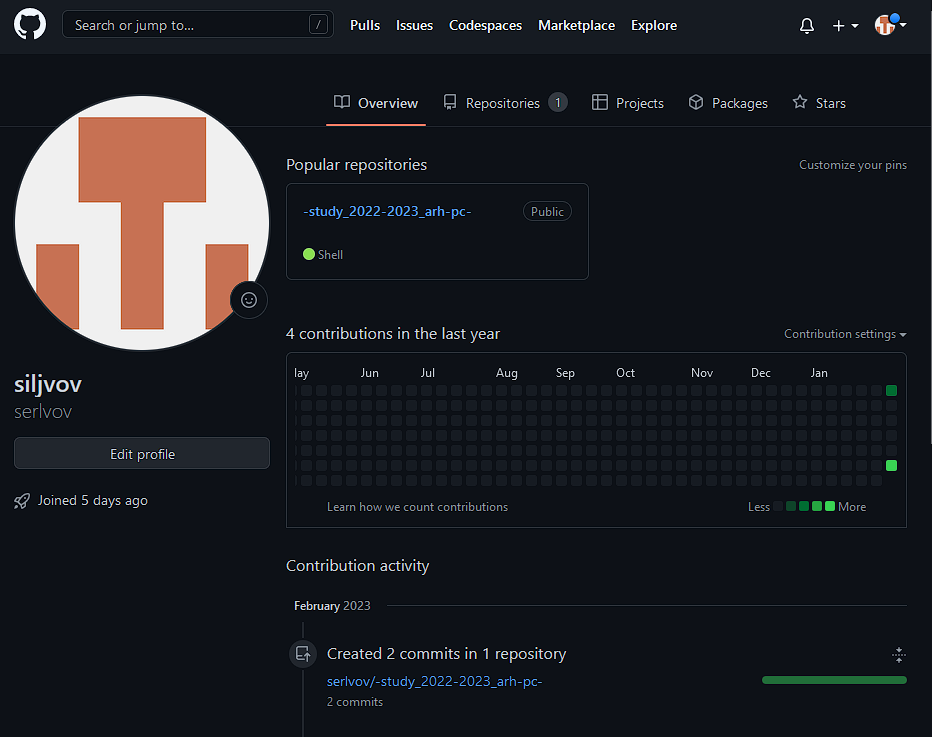 Search or jump to... / Pulls Issues Codespaces Marketplace Explore
Overview Repositories 1 Projects Packages Stars
Popular repositories Customize your pins
-study_2022-2023_arh-pc- Public
Shell
siljvov
serlvov
Edit profile
Joined 5 days ago
4 contributions in the last year Contribution settings
lay Jun Jul Aug Sep Oct Nov Dec Jan
Learn how we count contributions Less More
Contribution activity
February 2023
Created 2 commits in 1 repository
serlvov/-study_2022-2023_arh-pc-
2 commits